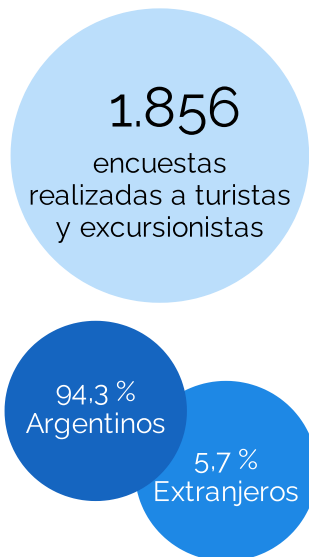 1.856
encuestas
realizadas a turistas
y excursionistas
94,3 %
Argentinos
5,7 %
Extranjeros